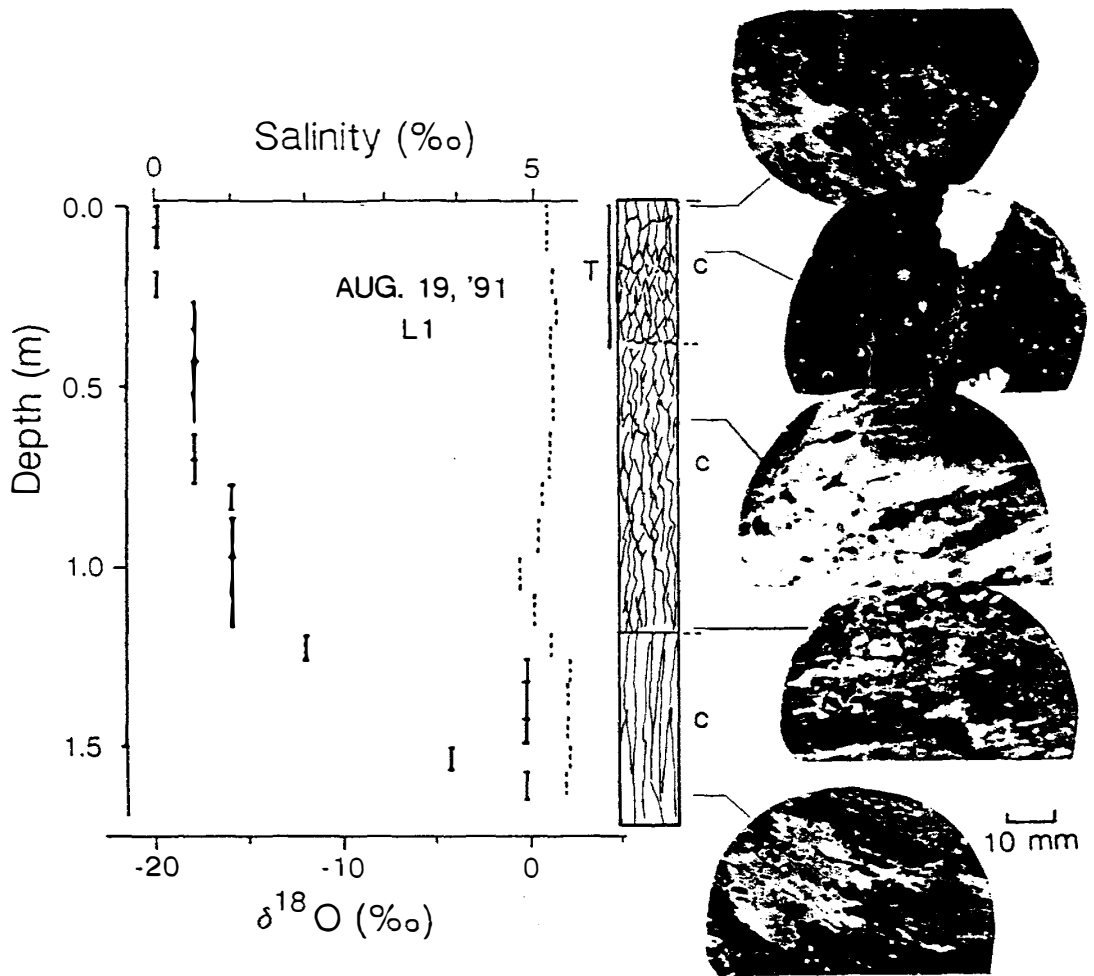 Salinity (‰)
0 5
0.0
0.5
1.0
1.5
Depth (m)
AUG. 19, '91
L1
T
C
C
C
10 mm
-20 -10 0
δ18O (‰)